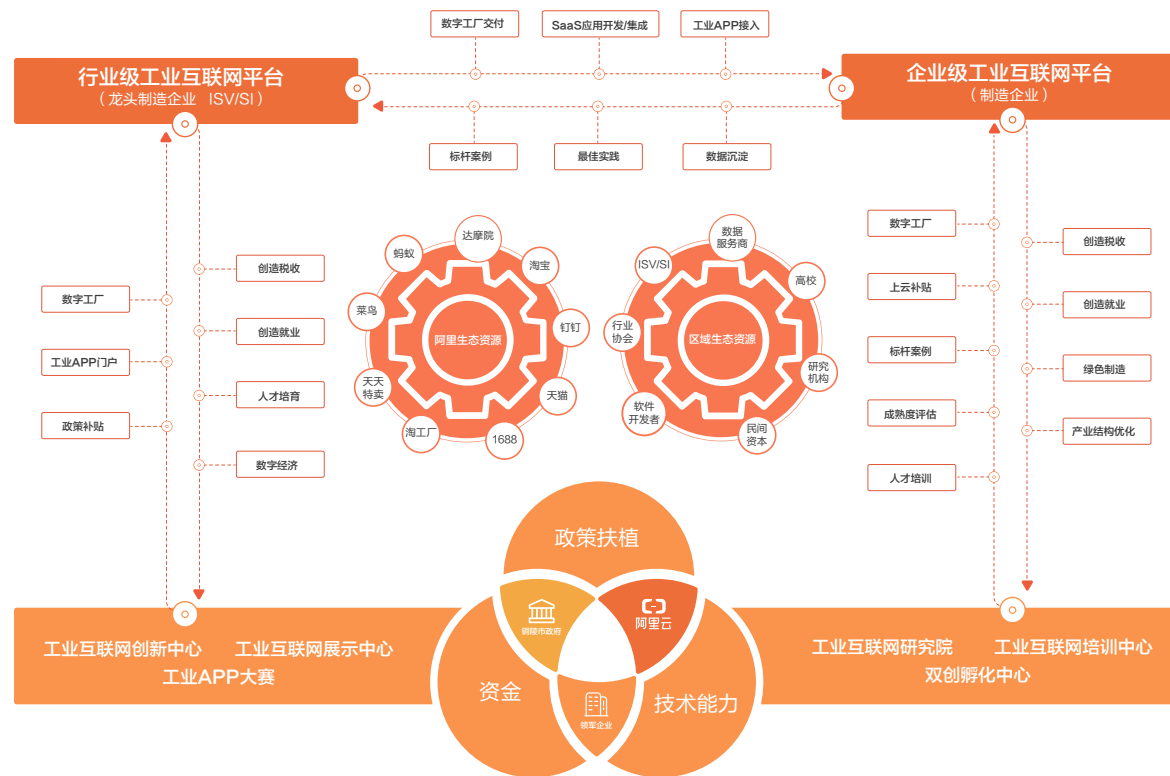 数字工厂交付
SaaS应用开发/集成
工业APP接入
行业级工业互联网平台
（龙头制造企业 ISV/SI）
企业级工业互联网平台
（制造企业）
标杆案例
最佳实践
数据沉淀
数字工厂
工业APP门户
政策补贴
创造税收
创造就业
人才培育
数字经济
达摩院
蚂蚁
淘宝
菜鸟
钉钉
阿里生态资源
天天
特卖
天猫
淘工厂
1688
数据
服务商
ISV/SI
高校
行业
协会
区域生态资源
研究
机构
软件
开发者
民间
资本
数字工厂
上云补贴
标杆案例
成熟度评估
人才培训
创造税收
创造就业
绿色制造
产业结构优化
政策扶植
铜陵市政府
阿里云
资金
领军企业
技术能力
工业互联网创新中心 工业互联网展示中心
工业APP大赛
工业互联网研究院 工业互联网培训中心
双创孵化中心